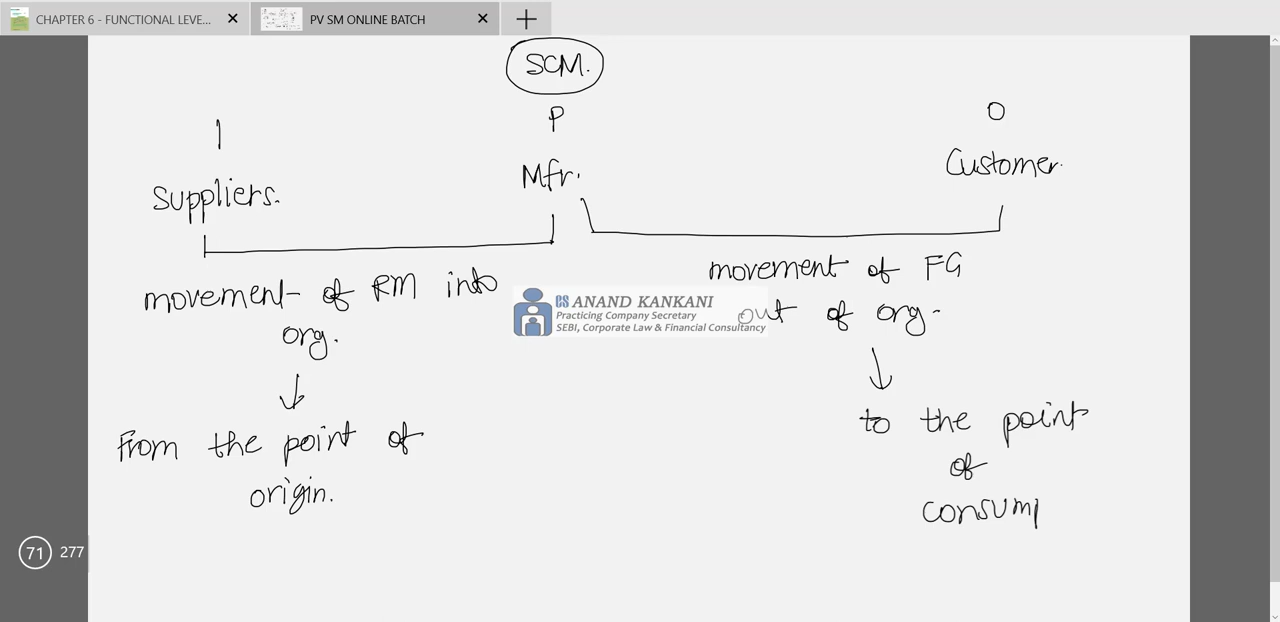 CHAPTER 6 - FUNCTIONAL LEVE...
PV SM ONLINE BATCH
SCM.
I
P
O
Suppliers.
Mfr.
Customer.
movement of RM into
org.
movement of FG
out of org.
CS ANAND KANKANI
Practicing Company Secretary
SEBI, Corporate Law & Financial Consultancy
From the point of
origin.
to the point
of
consump
71 277